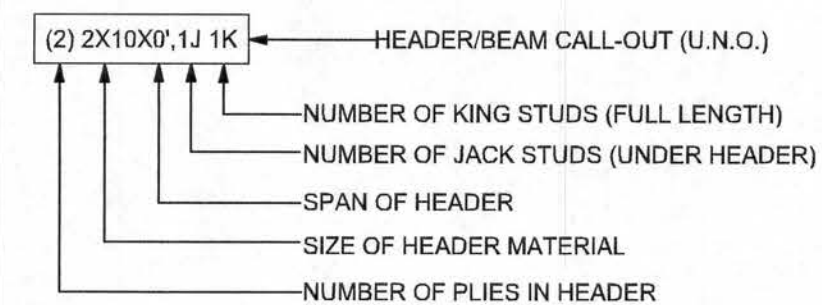 (2) 2X10X0',1J 1K
HEADER/BEAM CALL-OUT (U.N.O.)
NUMBER OF KING STUDS (FULL LENGTH)
NUMBER OF JACK STUDS (UNDER HEADER)
SPAN OF HEADER
SIZE OF HEADER MATERIAL
NUMBER OF PLIES IN HEADER